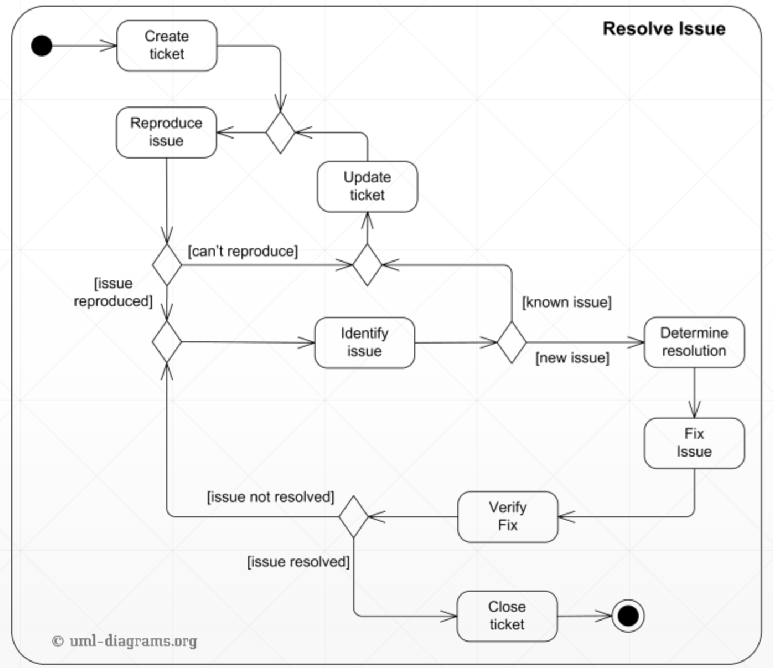 Resolve Issue
Create
ticket
Reproduce
issue
Update
ticket
[can't reproduce]
[issue
reproduced]
[known issue]
Identify
issue
[new issue]
Determine
resolution
Fix
Issue
[issue not resolved]
Verify
Fix
[issue resolved]
Close
ticket
© uml-diagrams.org